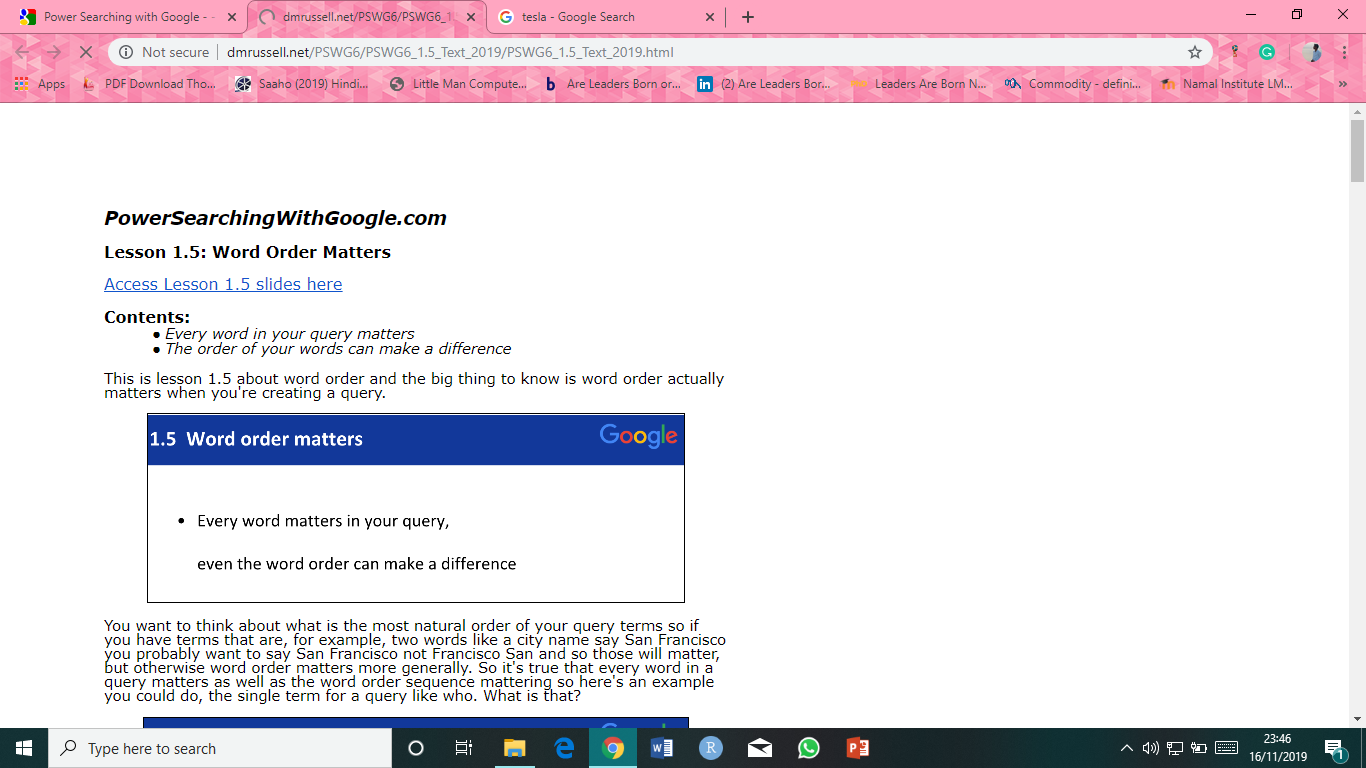 Power Searching with Google -
dmrussell.net/PSWG6/PSWG6_1
tesla - Google Search
Not secure
dmrussell.net/PSWG6/PSWG6_1.5_Text_2019/PSWG6_1.5_Text_2019.html
Apps
PDF Download Tho...
Saaho (2019) Hindi...
Little Man Compute...
Are Leaders Born or...
(2) Are Leaders Bor...
Leaders Are Born N...
Commodity - defini...
Namal Institute LM...
PowerSearchingWithGoogle.com
Lesson 1.5: Word Order Matters
Access Lesson 1.5 slides here
Contents:
• Every word in your query matters
• The order of your words can make a difference
This is lesson 1.5 about word order and the big thing to know is word order actually
matters when you're creating a query.
1.5 Word order matters
Google
• Every word matters in your query,
even the word order can make a difference
You want to think about what is the most natural order of your query terms so if
you have terms that are, for example, two words like a city name say San Francisco
you probably want to say San Francisco not Francisco San and so those will matter,
but otherwise word order matters more generally. So it's true that every word in a
query matters as well as the word order sequence mattering so here's an example
you could do, the single term for a query like who. What is that?
Type here to search
23:46
16/11/2019
1